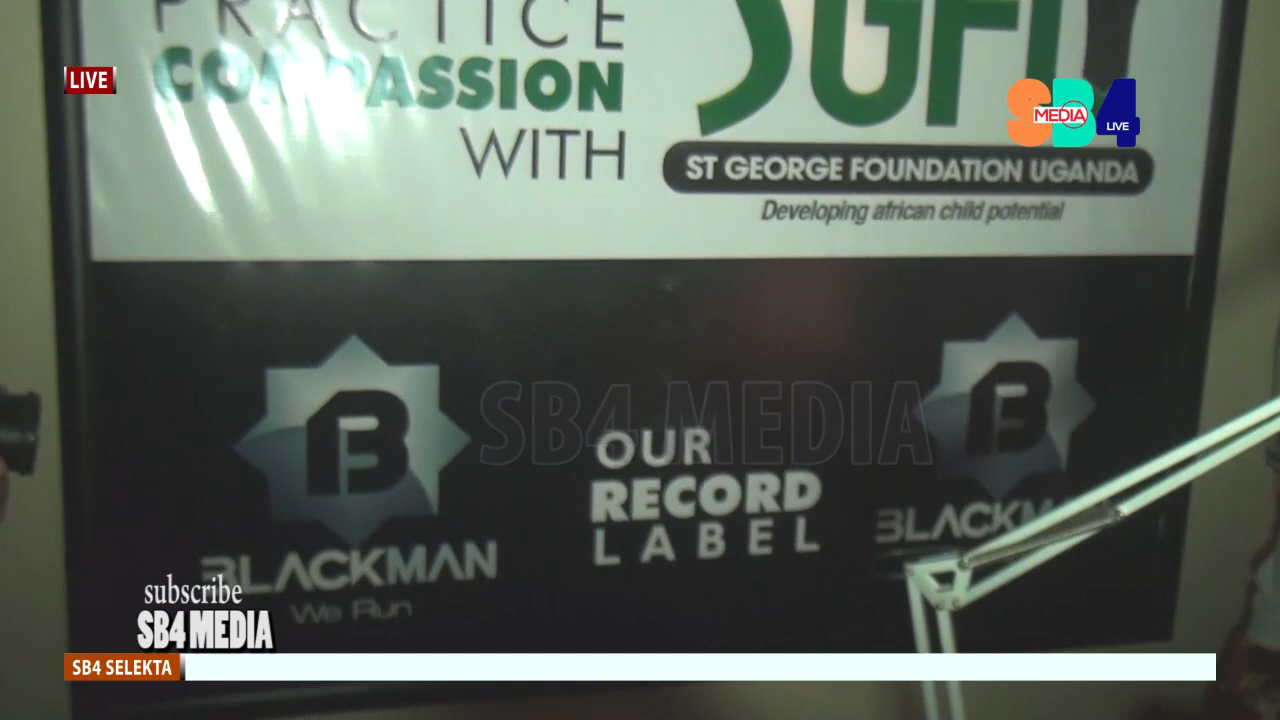 PRACTICE
COMPASSION
WITH
SGFU
ST GEORGE FOUNDATION UGANDA
Developing african child potential
LIVE
SB4
MEDIA
LIVE
SB4 MEDIA
B
BLACKMAN
We Run
OUR
RECORD
LABEL
B
BLACKMAN
subscribe
SB4 MEDIA
SB4 SELEKTA